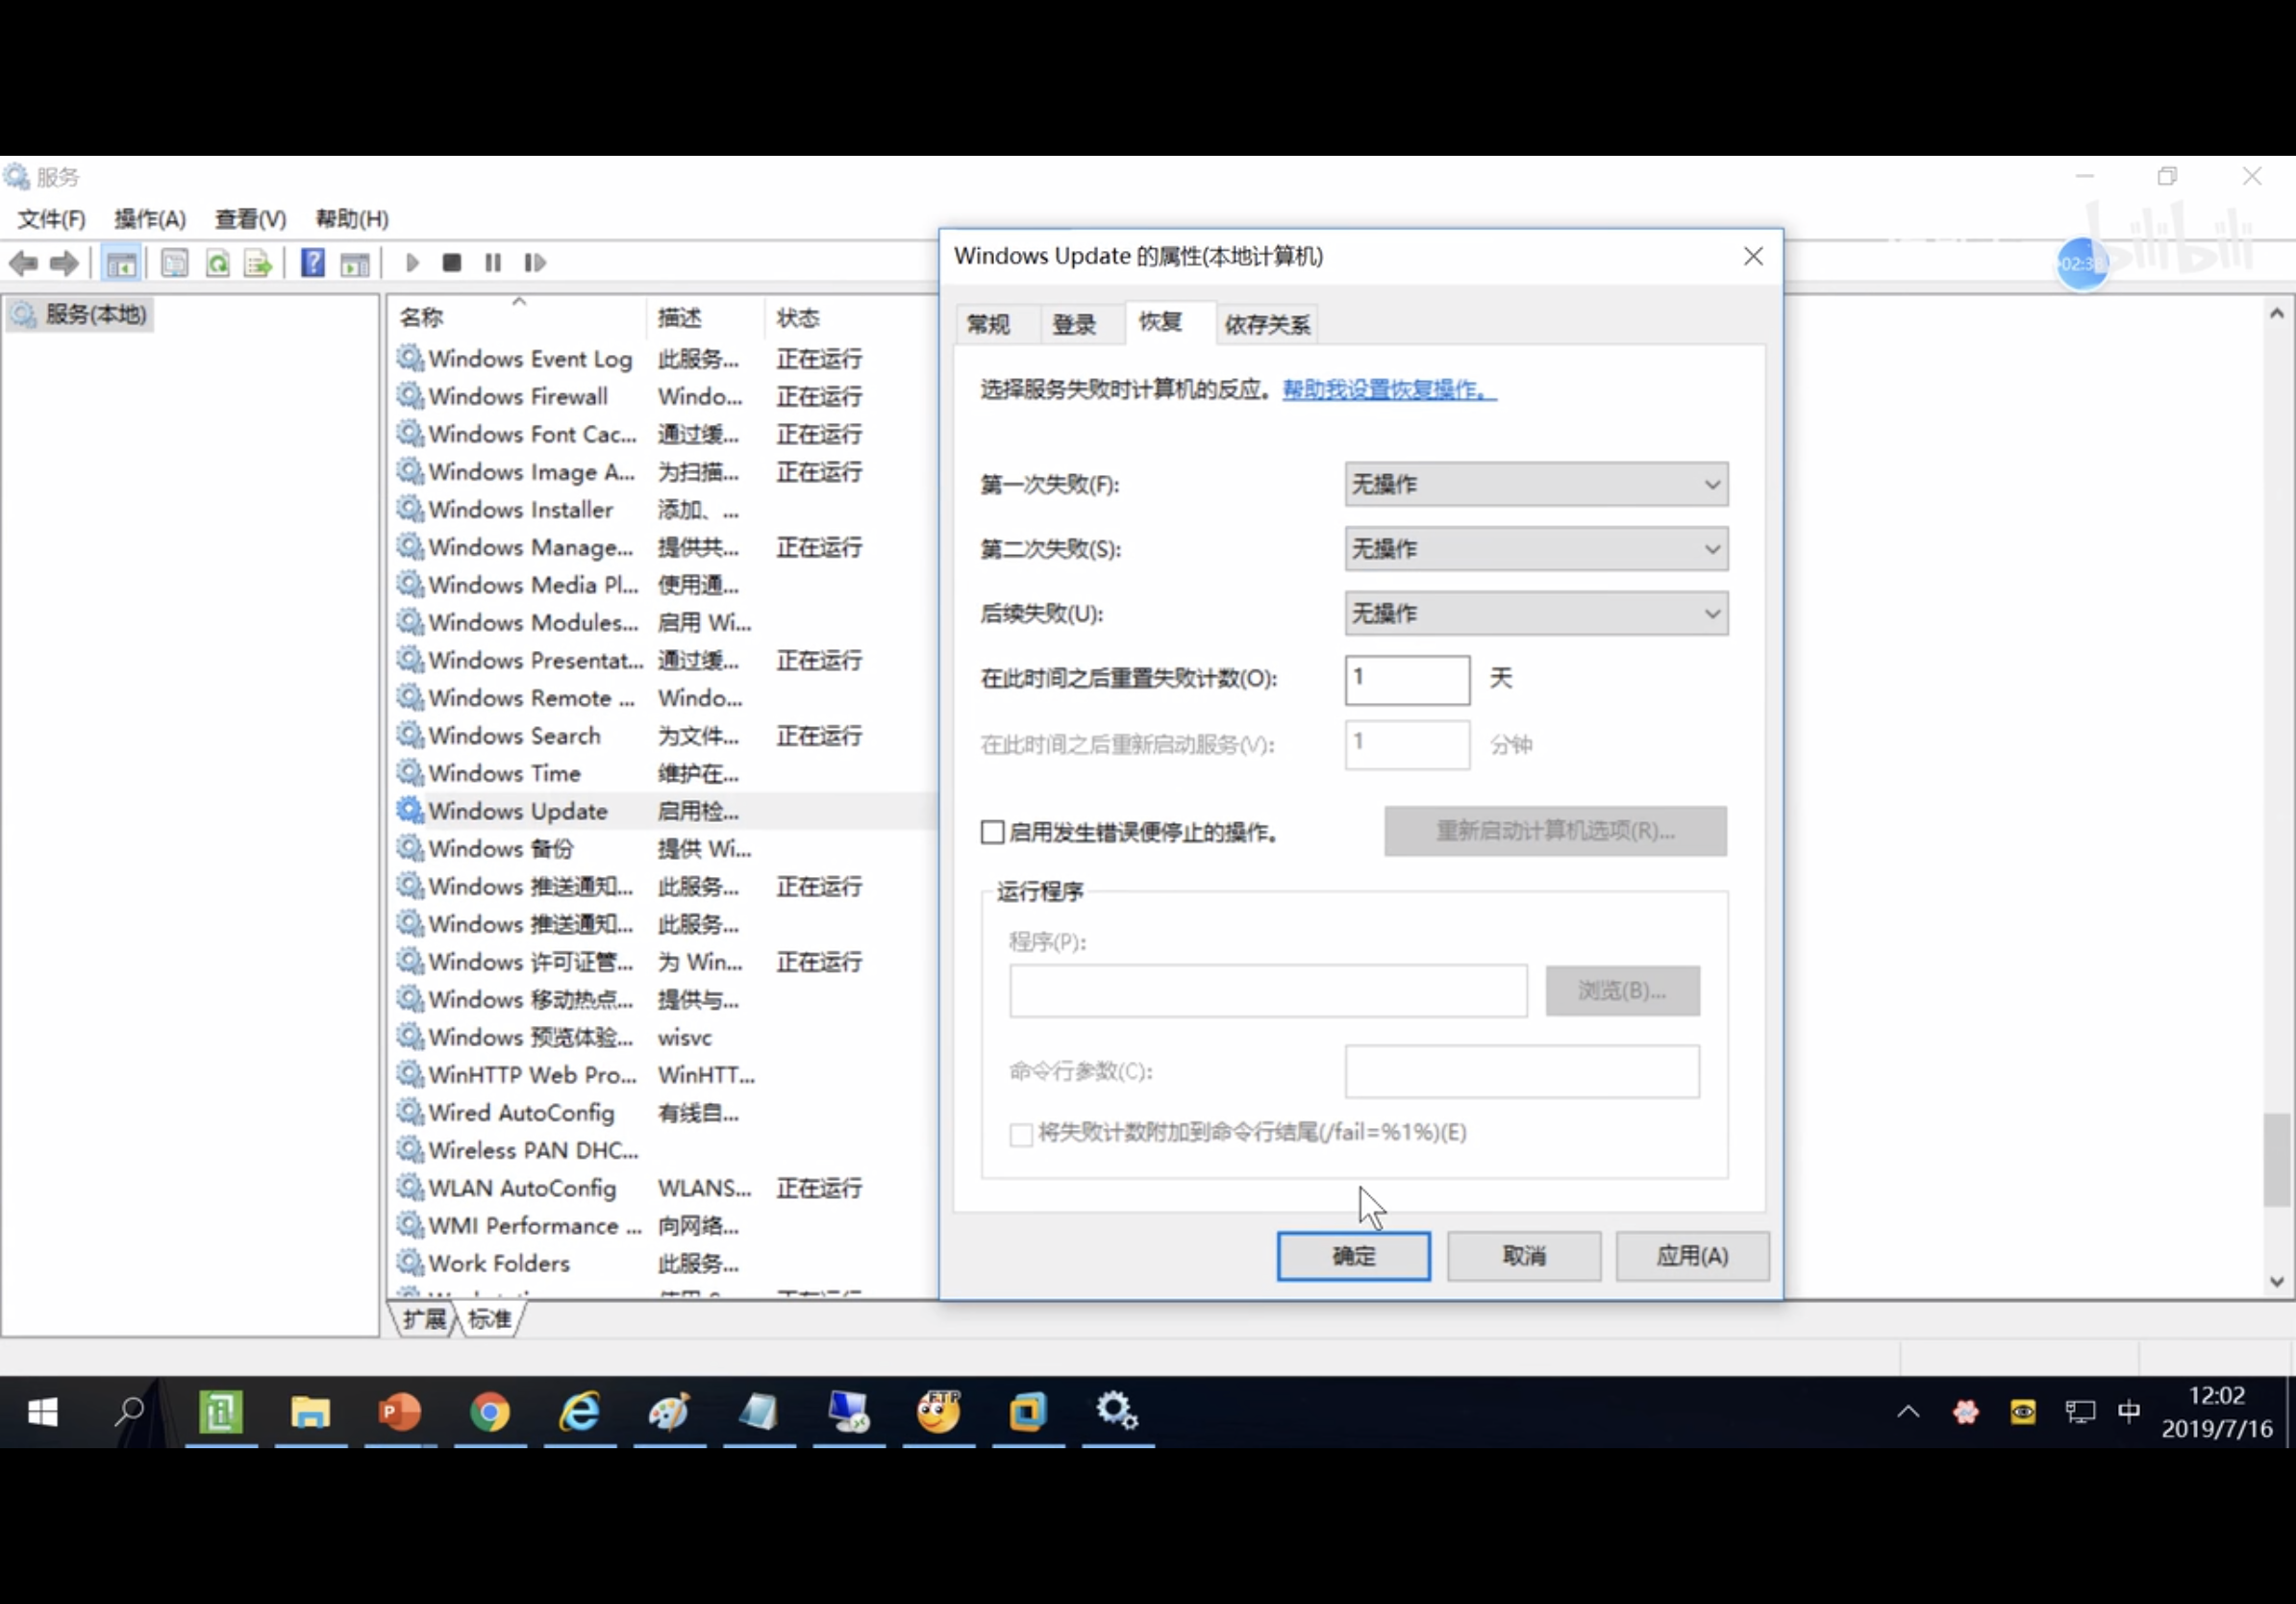 服务
文件(F) 操作(A) 查看(V) 帮助(H)
bilibili
02:38
服务(本地)
名称 描述 状态
Windows Event Log 此服务... 正在运行
Windows Firewall Windo... 正在运行
Windows Font Cac... 通过缓... 正在运行
Windows Image A... 为扫描... 正在运行
Windows Installer 添加、...
Windows Manage... 提供共... 正在运行
Windows Media Pl... 使用通...
Windows Modules... 启用 Wi...
Windows Presentat... 通过缓... 正在运行
Windows Remote ... Windo...
Windows Search 为文件... 正在运行
Windows Time 维护在...
Windows Update 启用检...
Windows 备份 提供 Wi...
Windows 推送通知... 此服务... 正在运行
Windows 推送通知... 此服务...
Windows 许可证管... 为 Win... 正在运行
Windows 移动热点... 提供与...
Windows 预览体验... wisvc
WinHTTP Web Pro... WinHTT...
Wired AutoConfig 有线自...
Wireless PAN DHC...
WLAN AutoConfig WLANS... 正在运行
WMI Performance ... 向网络...
Work Folders 此服务...
扩展 标准
Windows Update 的属性(本地计算机)
常规 登录 恢复 依存关系
选择服务失败时计算机的反应。帮助我设置恢复操作。
第一次失败(F): 无操作
第二次失败(S): 无操作
后续失败(U): 无操作
在此时间之后重置失败计数(O): 1 天
在此时间之后重新启动服务(V): 1 分钟
启用发生错误便停止的操作。 重新启动计算机选项(R)...
运行程序
程序(P):
浏览(B)...
命令行参数(C):
将失败计数附加到命令行结尾(/fail=%1%)(E)
确定 取消 应用(A)
FTP
中
12:02
2019/7/16